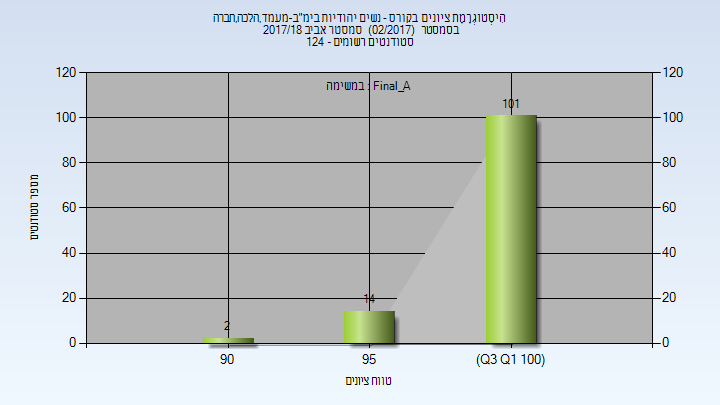 היסטוגרמת ציונים בקורס - נשים יהודיות בימ"ב-מעמד,הלכה,חברה
בסמסטר (02/2017) סמסטר אביב 2017/18
סטודנטים רשומים - 124
במשימה : Final_A
120 120
100 100
80 80
60 60
40 40
20 20
0 0
101
14
2
מספר סטודנטים
90 95 (Q3 Q1 100)
טווח ציונים